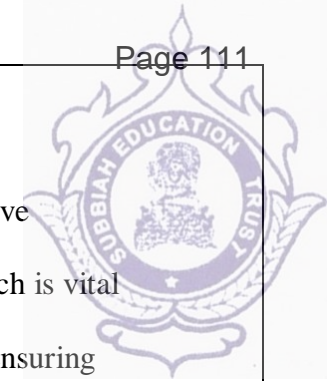 Page 111
SUBBIAH EDUCATION TRUST
ve
ch is vital
nsuring